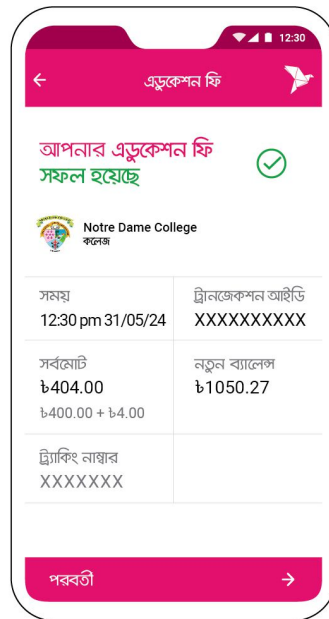 12:30
এডুকেশন ফি
আপনার এডুকেশন ফি
সফল হয়েছে
Notre Dame College
কলেজ
সময়
12:30 pm 31/05/24
ট্রানজেকশন আইডি
XXXXXXXXXX
সর্বমোট
৳404.00
৳400.00 + ৳4.00
নতুন ব্যালেন্স
৳1050.27
ট্র্যাকিং নাম্বার
XXXXXXX
পরবর্তী